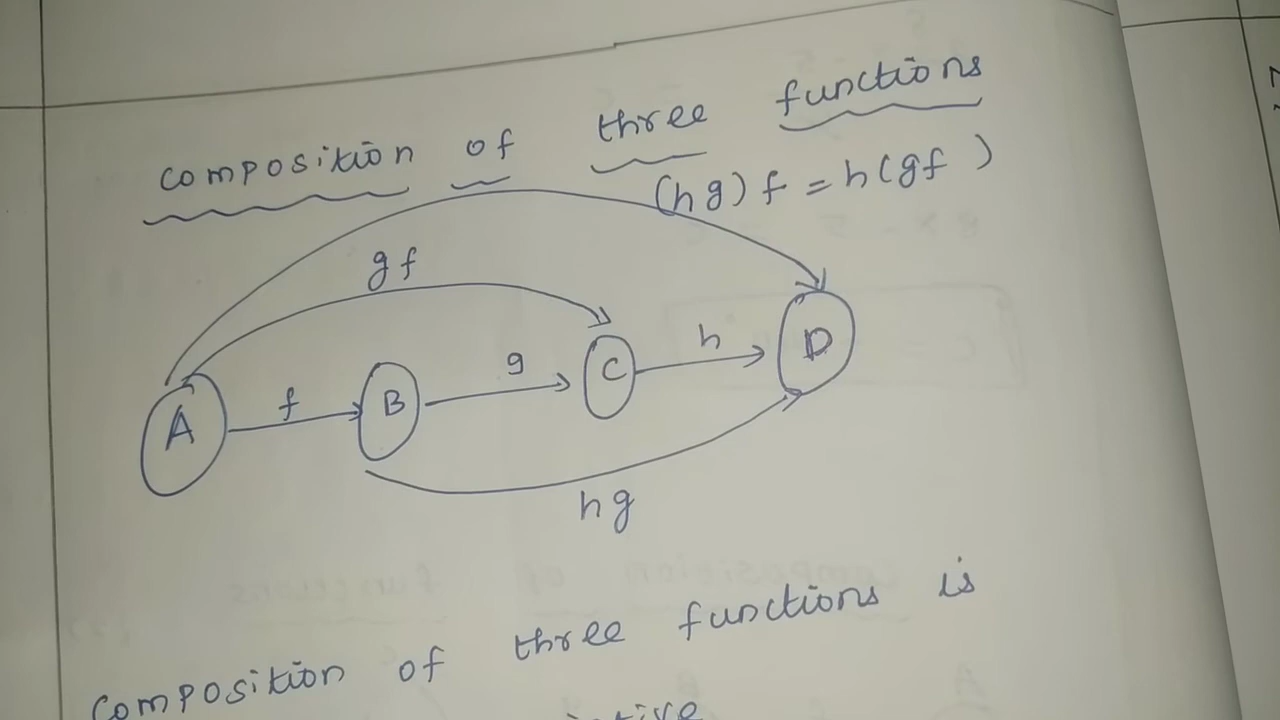 composition of three functions
(hg) f = h(gf )
gf
f
g
h
A
B
C
D
hg
composition of three functions is